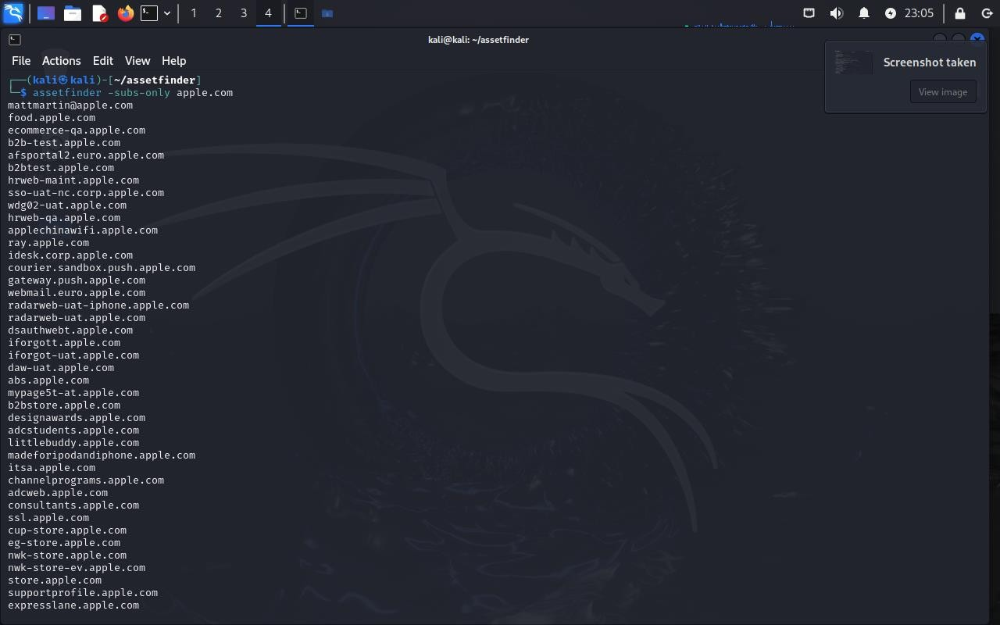 1 2 3 4 23:05
kali@kali: ~/assetfinder
File Actions Edit View Help
Screenshot taken
View image
┌──(kali㉿kali)-[~/assetfinder]
└─$ assetfinder -subs-only apple.com
mattmartin@apple.com
food.apple.com
ecommerce-qa.apple.com
b2b-test.apple.com
afsportal2.euro.apple.com
b2btest.apple.com
hrweb-maint.apple.com
sso-uat-nc.corp.apple.com
wdg02-uat.apple.com
hrweb-qa.apple.com
applechinawifi.apple.com
ray.apple.com
idesk.corp.apple.com
courier.sandbox.push.apple.com
gateway.push.apple.com
webmail.euro.apple.com
radarweb-uat-iphone.apple.com
radarweb-uat.apple.com
dsauthwebt.apple.com
iforgott.apple.com
iforgot-uat.apple.com
daw-uat.apple.com
abs.apple.com
mypage5t-at.apple.com
b2bstore.apple.com
designawards.apple.com
adcstudents.apple.com
littlebuddy.apple.com
madeforipodandiphone.apple.com
itsa.apple.com
channelprograms.apple.com
adcweb.apple.com
consultants.apple.com
ssl.apple.com
cup-store.apple.com
eg-store.apple.com
nwk-store.apple.com
nwk-store-ev.apple.com
store.apple.com
supportprofile.apple.com
expresslane.apple.com